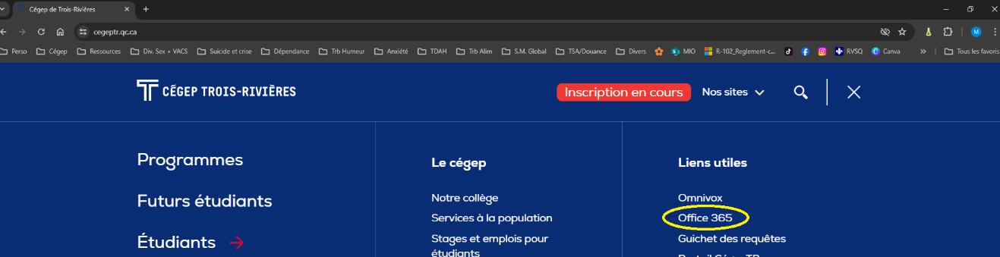 Cégep de Trois-Rivières
cegeptr.qc.ca
Perso Cégep Ressources Div. Sex + VACS Suicide et crise Dépendance Trb Humeur Anxiété TDAH Trb Alim S.M. Global TSA/Douance Divers MIO R-102_Reglement-c... RVSQ Canva » Tous les favoris
CÉGEP TROIS-RIVIÈRES
Inscription en cours
Nos sites
Programmes
Futurs étudiants
Étudiants
Le cégep
Notre collège
Services à la population
Stages et emplois pour
étudiants
Liens utiles
Omnivox
Office 365
Guichet des requêtes